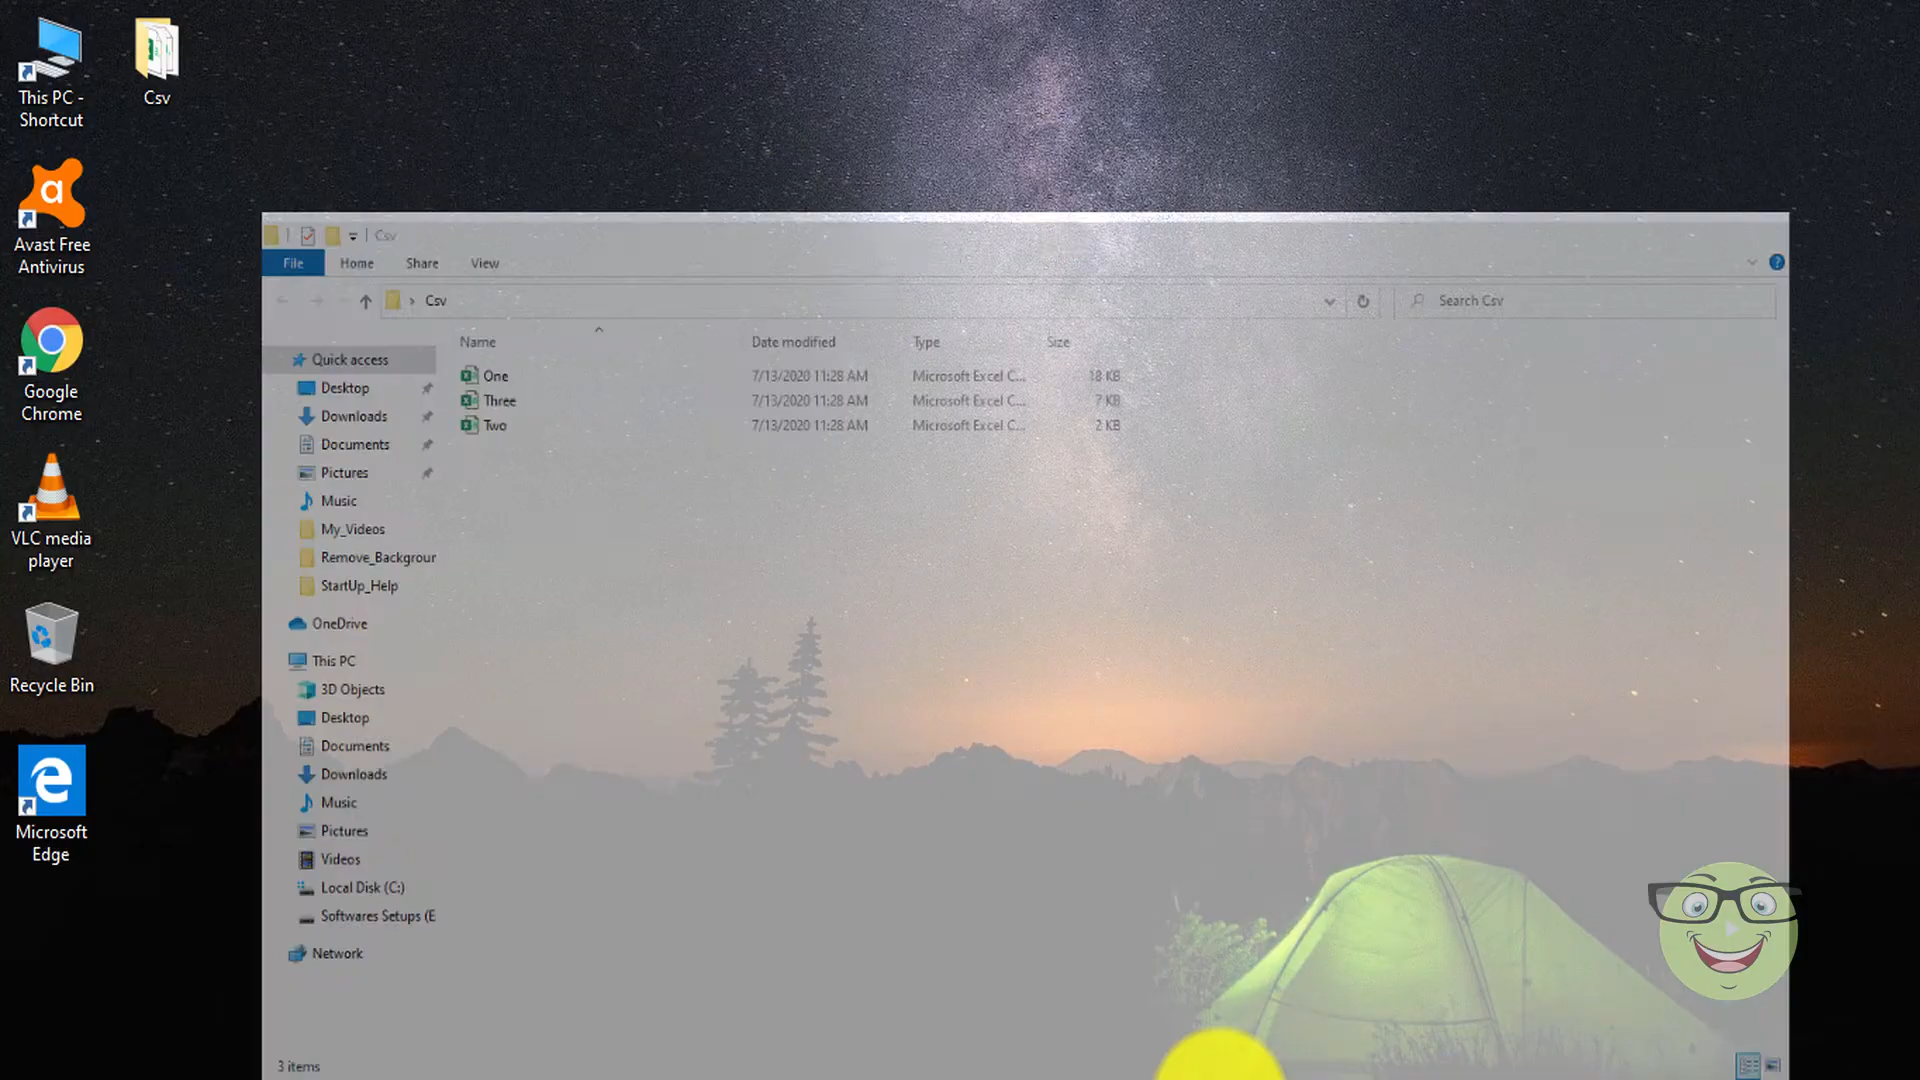 This PC -
Shortcut
Csv
Avast Free
Antivirus
Google
Chrome
VLC media
player
Recycle Bin
Microsoft
Edge
Csv
File Home Share View
Csv
Search Csv
Name Date modified Type Size
One 7/13/2020 11:28 AM Microsoft Excel C... 18 KB
Three 7/13/2020 11:28 AM Microsoft Excel C... 7 KB
Two 7/13/2020 11:28 AM Microsoft Excel C... 2 KB
Quick access
Desktop
Downloads
Documents
Pictures
Music
My_Videos
Remove_Backgrour
StartUp_Help
OneDrive
This PC
3D Objects
Desktop
Documents
Downloads
Music
Pictures
Videos
Local Disk (C:)
Softwares Setups (E
Network
3 items